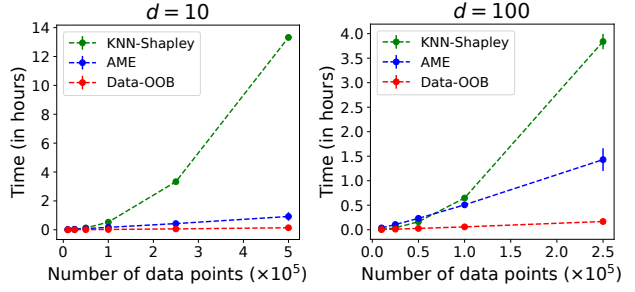 d = 10
14
12
10
8
6
4
2
0
Time (in hours)
KNN-Shapley
AME
Data-OOB
0 1 2 3 4 5
Number of data points (×10⁵)
d = 100
4.0
3.5
3.0
2.5
2.0
1.5
1.0
0.5
0.0
Time (in hours)
KNN-Shapley
AME
Data-OOB
0.0 0.5 1.0 1.5 2.0 2.5
Number of data points (×10⁵)